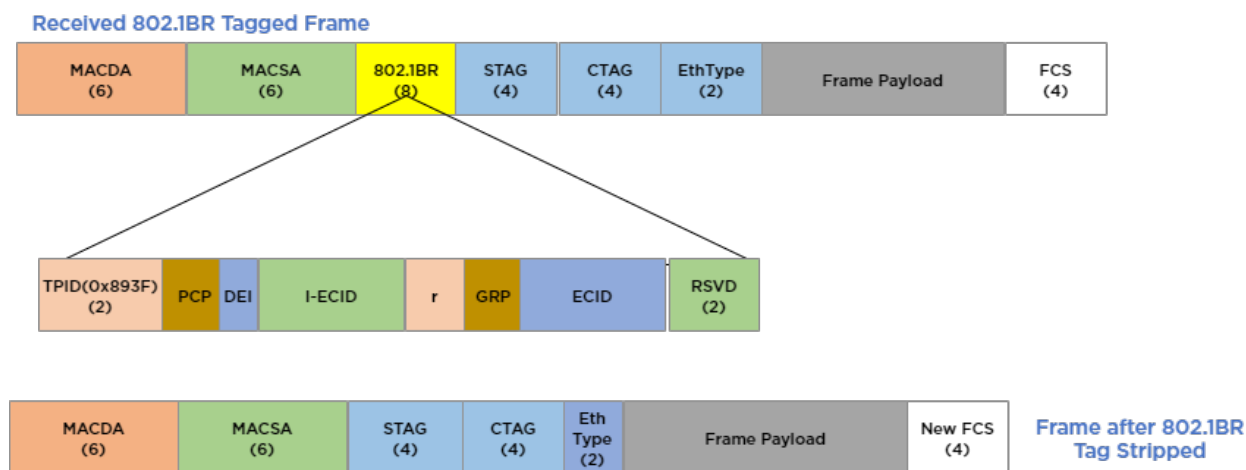 Received 802.1BR Tagged Frame
MACDA
(6)
MACSA
(6)
802.1BR
(8)
STAG
(4)
CTAG
(4)
EthType
(2)
Frame Payload
FCS
(4)
TPID(0x893F)
(2)
PCP
DEI
I-ECID
r
GRP
ECID
RSVD
(2)
MACDA
(6)
MACSA
(6)
STAG
(4)
CTAG
(4)
Eth
Type
(2)
Frame Payload
New FCS
(4)
Frame after 802.1BR
Tag Stripped